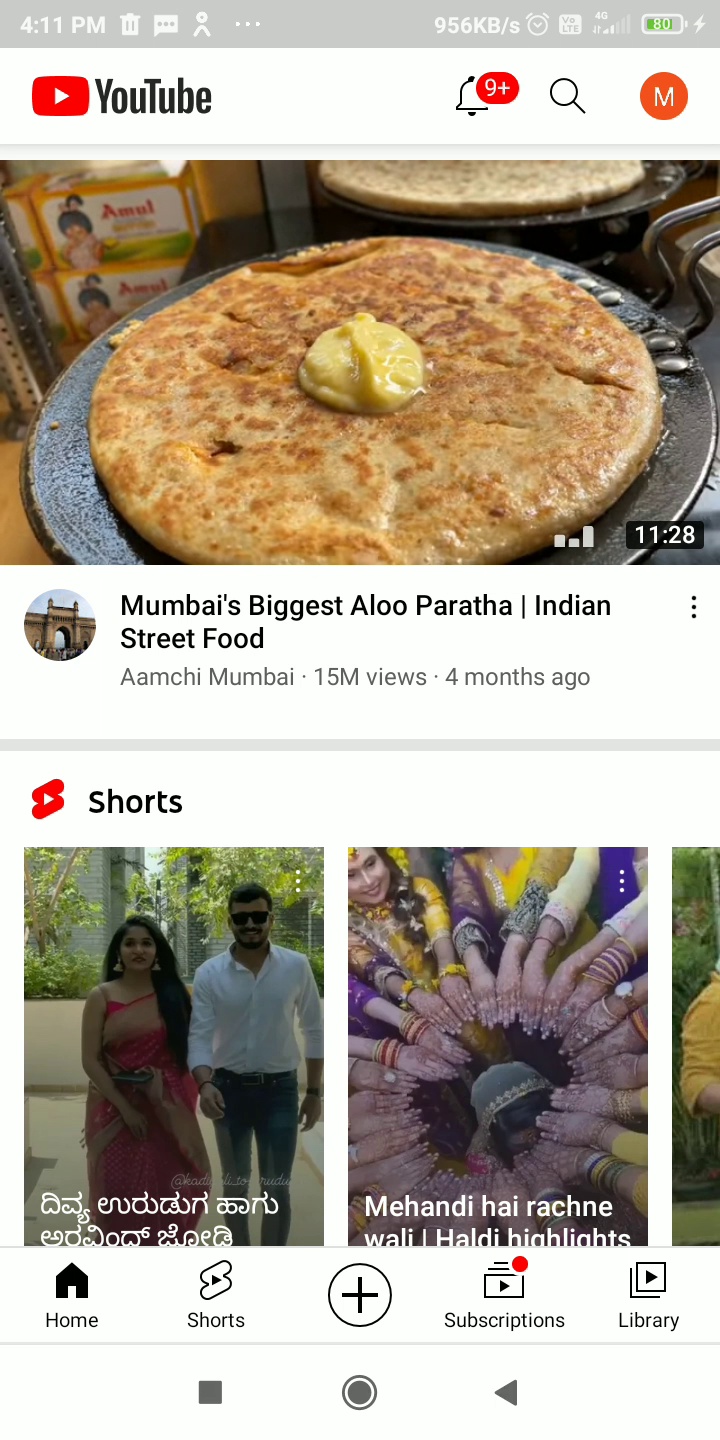 4:11 PM
956KB/s
Vo LTE
4G
80
YouTube
9+
M
Amul
Amul
11:28
Mumbai's Biggest Aloo Paratha | Indian
Street Food
Aamchi Mumbai · 15M views · 4 months ago
Shorts
ದಿವ್ಯ ಉರುಡುಗ ಹಾಗು
ಅರವಿಂದ್ ಜೋಡಿ
Mehandi hai rachne
wali | Haldi highlights
Home
Shorts
Subscriptions
Library